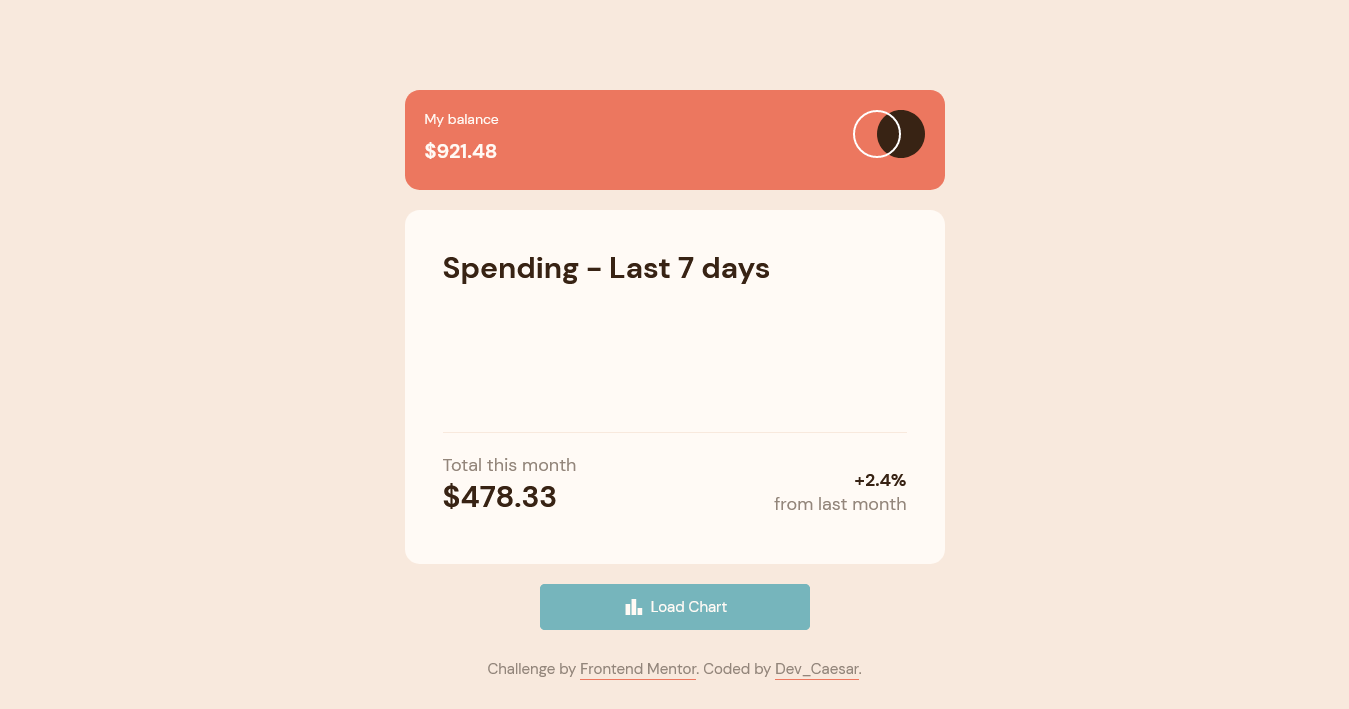 My balance
$921.48
Spending - Last 7 days
Total this month
$478.33
+2.4%
from last month
Load Chart
Challenge by Frontend Mentor. Coded by Dev_Caesar.